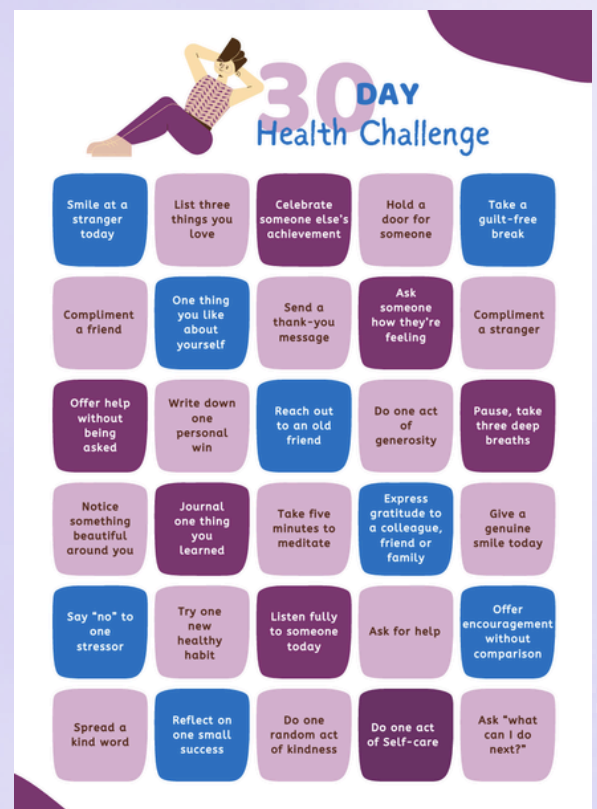 30
DAY
Health Challenge
Smile at a
stranger
today
List three
things you
love
Celebrate
someone else's
achievement
Hold a
door for
someone
Take a
guilt-free
break
Compliment
a friend
One thing
you like
about
yourself
Send a
thank-you
message
Ask
someone
how they're
feeling
Compliment
a stranger
Offer help
without
being
asked
Write down
one
personal
win
Reach out
to an old
friend
Do one act
of
generosity
Pause, take
three deep
breaths
Notice
something
beautiful
around you
Journal
one thing
you
learned
Take five
minutes to
meditate
Express
gratitude to
a colleague,
friend or
family
Give a
genuine
smile today
Say "no" to
one
stressor
Try one
new
healthy
habit
Listen fully
to someone
today
Ask for help
Offer
encouragement
without
comparison
Spread a
kind word
Reflect on
one small
success
Do one
random act
of kindness
Do one act
of Self-care
Ask "what
can I do
next?"